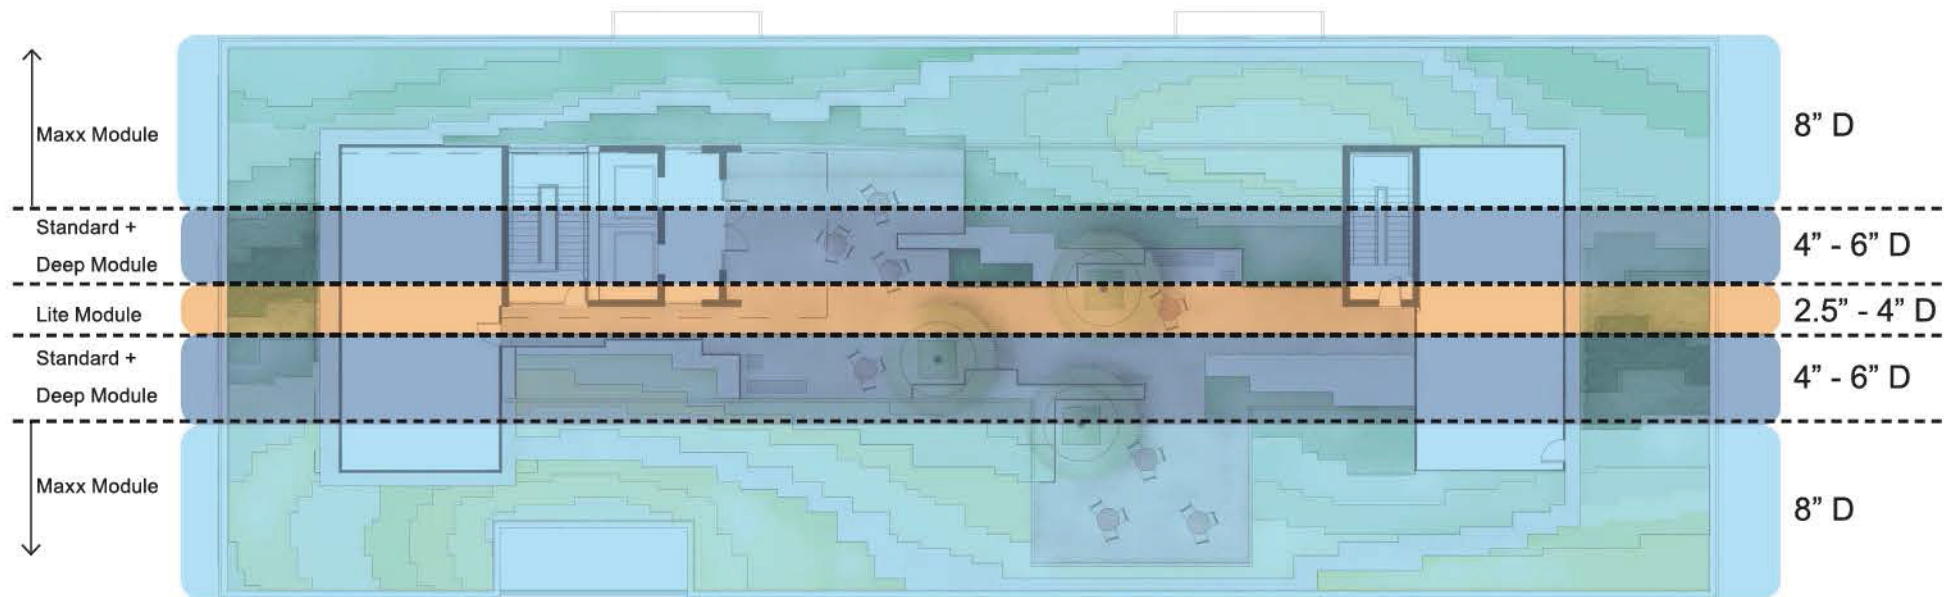 Maxx Module
8” D
Standard +
Deep Module
4” - 6” D
Lite Module
2.5” - 4” D
Standard +
Deep Module
4” - 6” D
Maxx Module
8” D